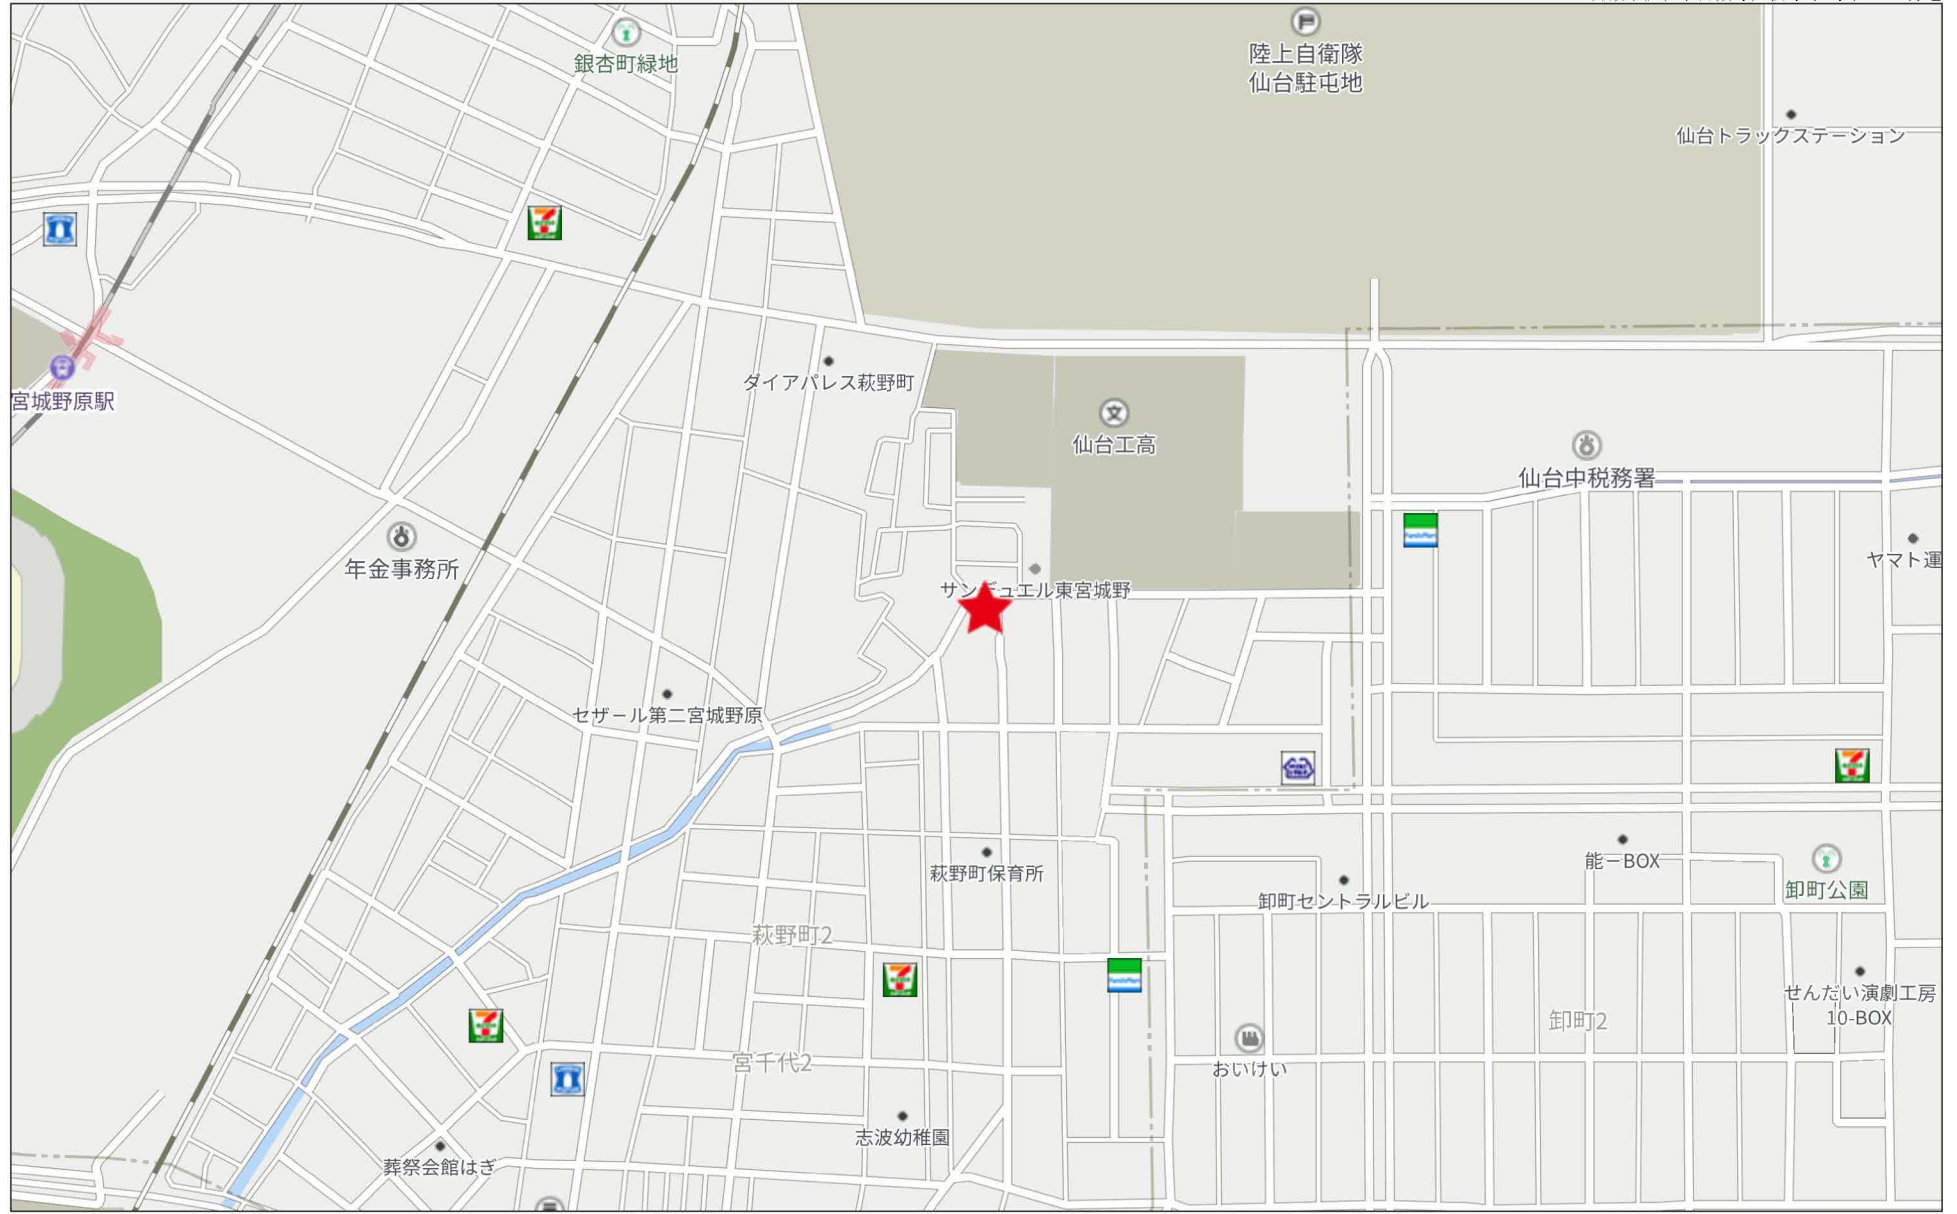 陸上自衛隊
仙台駐屯地
銀杏町緑地
仙台トラックステーション
ダイアパレス萩野町
宮城野原駅
仙台工高
仙台中税務署
年金事務所
FamilyMart
ヤマト運
サンデュエル東宮城野
セザール第二宮城野原
能－BOX
萩野町保育所
卸町公園
卸町セントラルビル
萩野町2
FamilyMart
せんだい演劇工房
10-BOX
卸町2
宮千代2
おいけい
志波幼稚園
葬祭会館はぎ